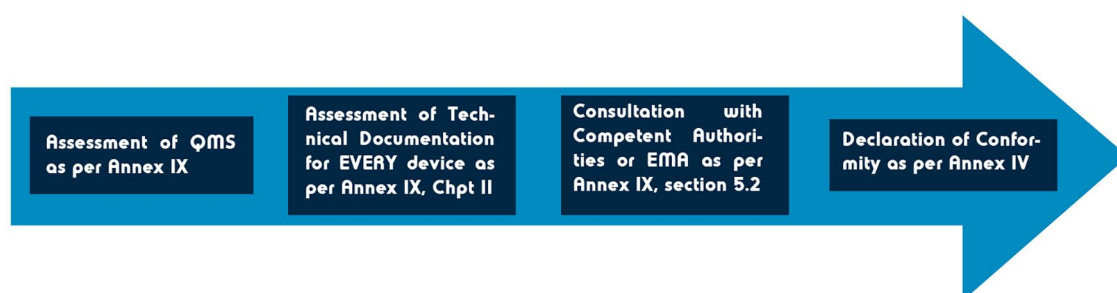 Assessment of QMS
as per Annex IX
Assessment of Tech-
nical Documentation
for EVERY device as
per Annex IX, Chpt II
Consultation with
Competent Authori-
ties or EMA as per
Annex IX, section 5.2
Declaration of Confor-
mity as per Annex IV